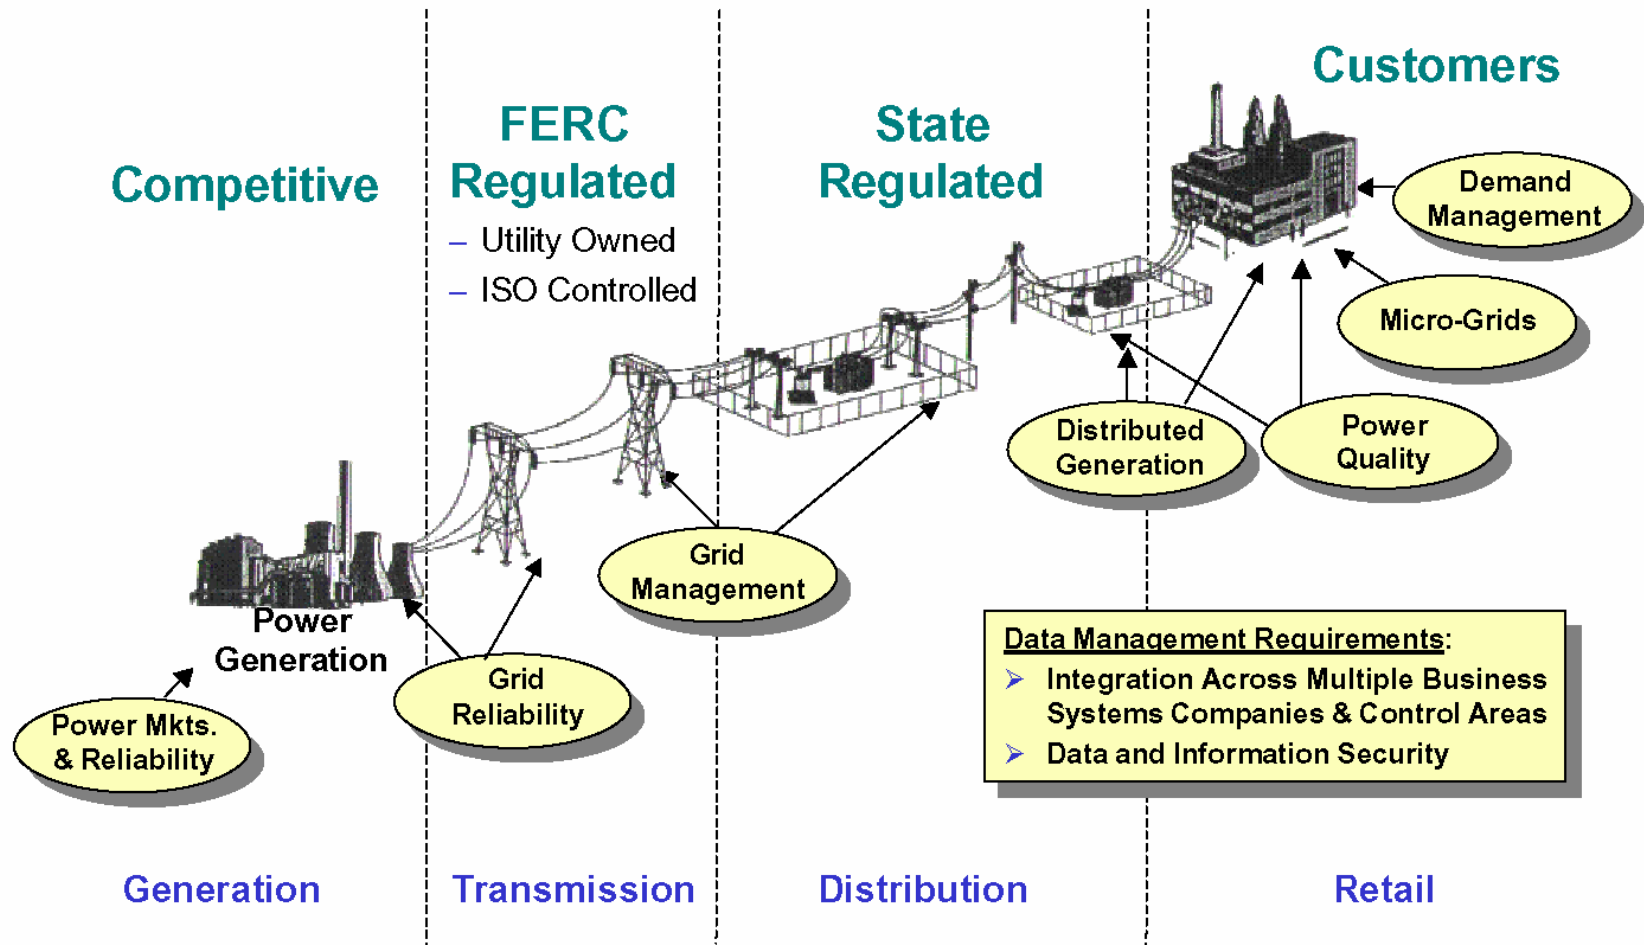 Customers
FERC
Regulated
– Utility Owned
– ISO Controlled
State
Regulated
Competitive
Demand
Management
Micro-Grids
Distributed
Generation
Power
Quality
Grid
Management
Power
Generation
Grid
Reliability
Power Mkts.
& Reliability
Data Management Requirements:
➢ Integration Across Multiple Business
Systems Companies & Control Areas
➢ Data and Information Security
Generation
Transmission
Distribution
Retail